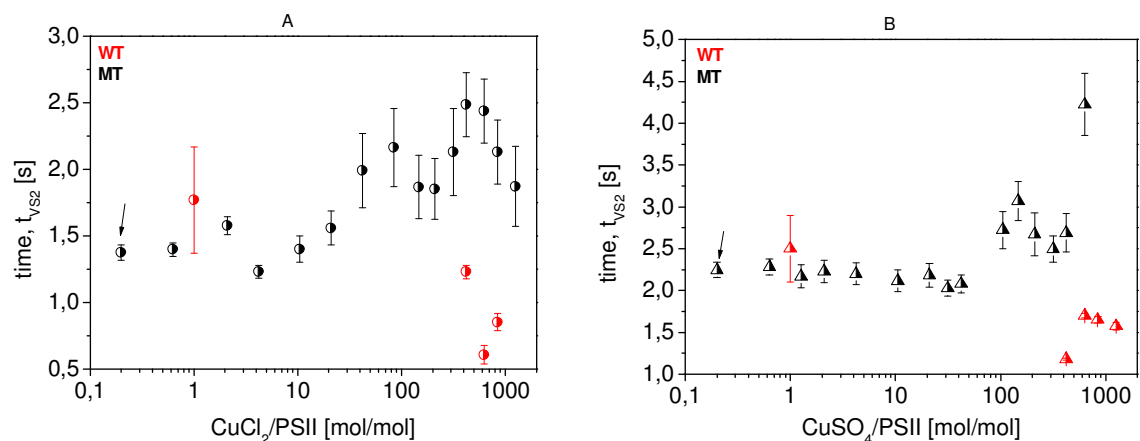 A
3,0
2,5
2,0
1,5
1,0
0,5
time, t_VS2 [s]
WT
MT
0,1 1 10 100 1000
CuCl2/PSII [mol/mol]
B
5,0
4,5
4,0
3,5
3,0
2,5
2,0
1,5
1,0
time, t_VS2 [s]
WT
MT
0,1 1 10 100 1000
CuSO4/PSII [mol/mol]